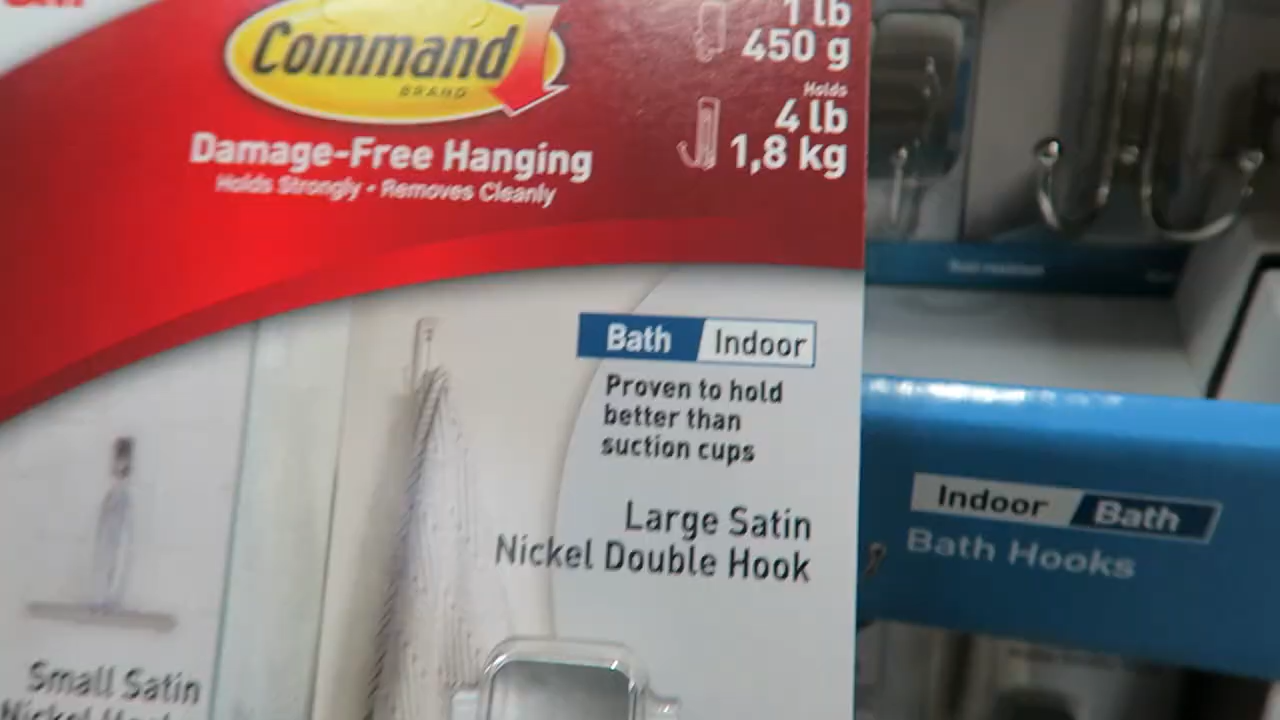 Command
BRAND
Damage-Free Hanging
Holds Strongly • Removes Cleanly
1 lb
450 g
Holds
4 lb
1,8 kg
Bath Indoor
Proven to hold
better than
suction cups
Large Satin
Nickel Double Hook
Small Satin
Nickel
Indoor Bath
Bath Hooks